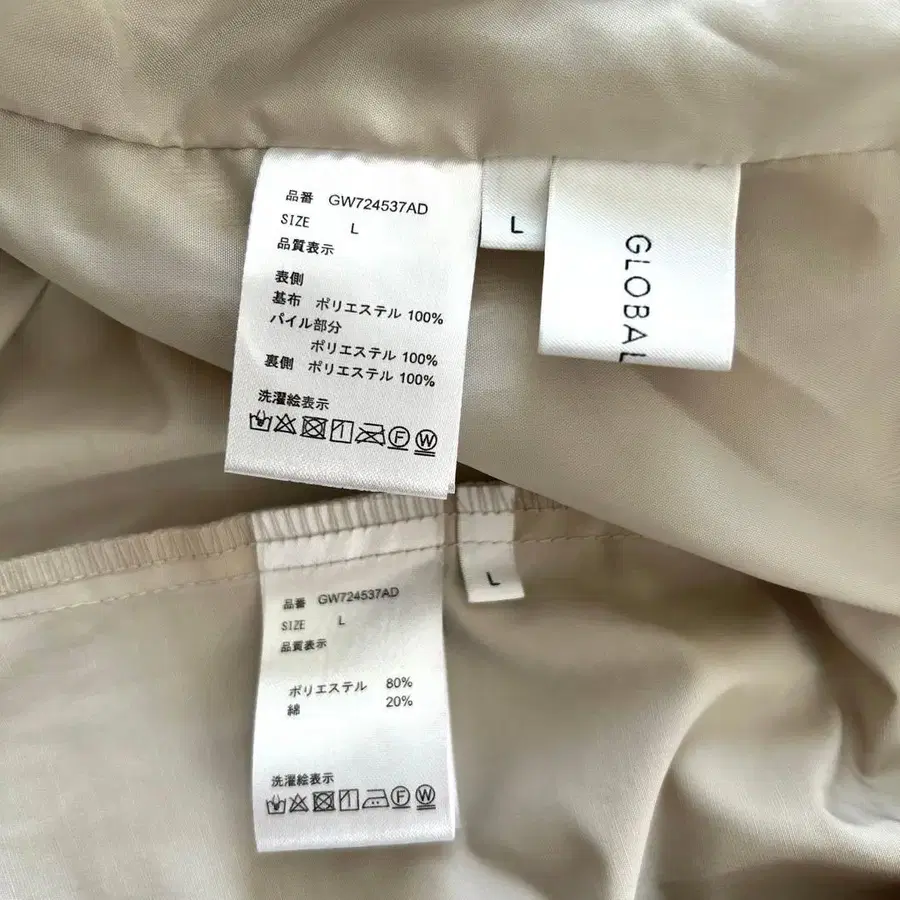 品番 GW724537AD
SIZE L
品質表示
表側
基布 ポリエステル 100%
パイル部分
ポリエステル 100%
裏側 ポリエステル 100%
洗濯絵表示
F W
L
GLOBAL
品番 GW724537AD
SIZE L
品質表示
ポリエステル 80%
綿 20%
洗濯絵表示
F W
L